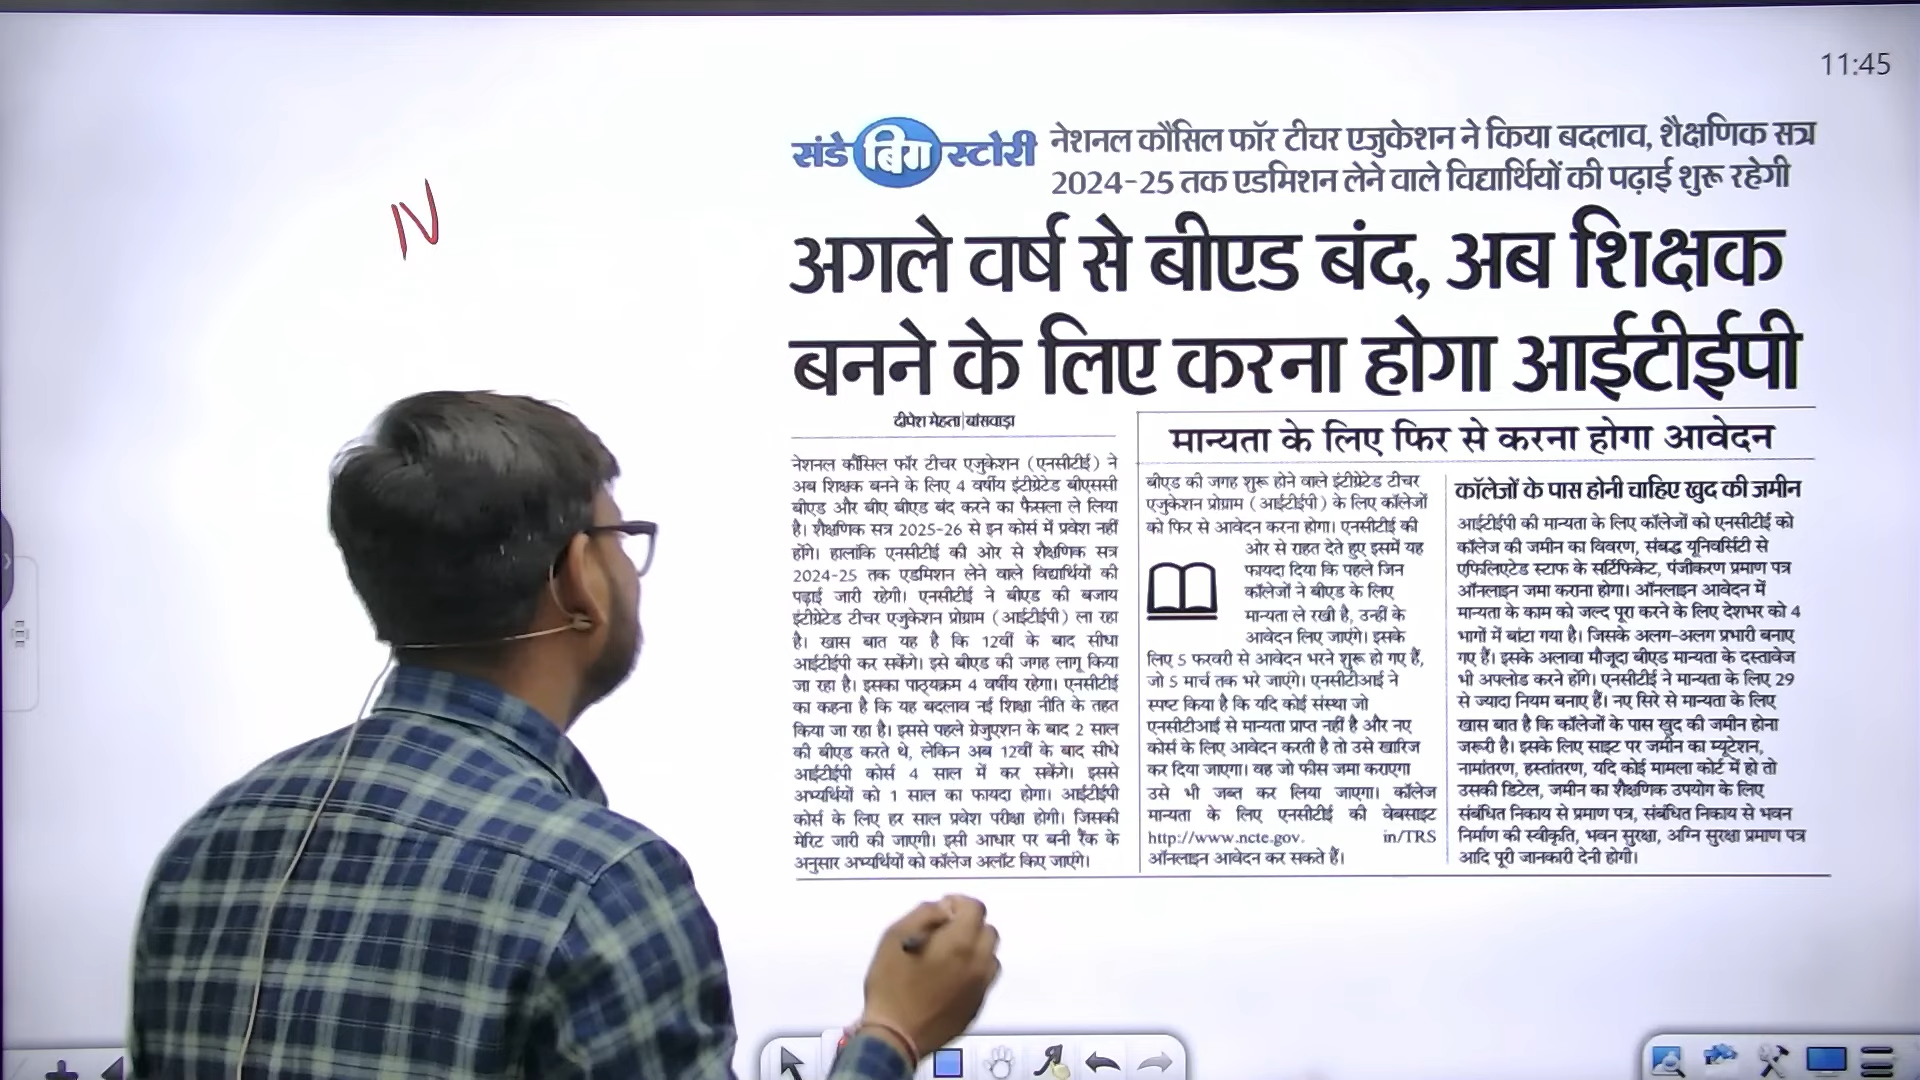 11:45
N
संडे बिग स्टोरी
नेशनल कौंसिल फॉर टीचर एजुकेशन ने किया बदलाव, शैक्षणिक सत्र
2024-25 तक एडमिशन लेने वाले विद्यार्थियों की पढ़ाई शुरू रहेगी
अगले वर्ष से बीएड बंद, अब शिक्षक
बनने के लिए करना होगा आईटीईपी
दीपेश मेहता|बांसवाड़ा
नेशनल कौंसिल फॉर टीचर एजुकेशन (एनसीटीई) ने
अब शिक्षक बनने के लिए 4 वर्षीय इंटीग्रेटेड बीएससी
बीएड और बीए बीएड बंद करने का फैसला ले लिया
है। शैक्षणिक सत्र 2025-26 से इन कोर्स में प्रवेश नहीं
होंगे। हालांकि एनसीटीई की ओर से शैक्षणिक सत्र
2024-25 तक एडमिशन लेने वाले विद्यार्थियों की
पढ़ाई जारी रहेगी। एनसीटीई ने बीएड की बजाय
इंटीग्रेटेड टीचर एजुकेशन प्रोग्राम (आईटीईपी) ला रहा
है। खास बात यह है कि 12वीं के बाद सीधा
आईटीईपी कर सकेंगे। इसे बीएड की जगह लागू किया
जा रहा है। इसका पाठ्यक्रम 4 वर्षीय रहेगा। एनसीटीई
का कहना है कि यह बदलाव नई शिक्षा नीति के तहत
किया जा रहा है। इससे पहले ग्रेजुएशन के बाद 2 साल
की बीएड करते थे, लेकिन अब 12वीं के बाद सीधे
आईटीईपी कोर्स 4 साल में कर सकेंगे। इससे
अभ्यर्थियों को 1 साल का फायदा होगा। आईटीईपी
कोर्स के लिए हर साल प्रवेश परीक्षा होगी। जिसकी
मेरिट जारी की जाएगी। इसी आधार पर बनी रैंक के
अनुसार अभ्यर्थियों को कॉलेज अलॉट किए जाएंगे।
मान्यता के लिए फिर से करना होगा आवेदन
बीएड की जगह शुरू होने वाले इंटीग्रेटेड टीचर
एजुकेशन प्रोग्राम (आईटीईपी) के लिए कॉलेजों
को फिर से आवेदन करना होगा। एनसीटीई की
ओर से राहत देते हुए इसमें यह
फायदा दिया कि पहले जिन
कॉलेजों ने बीएड के लिए
मान्यता ले रखी है, उन्हीं के
आवेदन लिए जाएंगे। इसके
लिए 5 फरवरी से आवेदन भरने शुरू हो गए हैं,
जो 5 मार्च तक भरे जाएंगे। एनसीटीआई ने
स्पष्ट किया है कि यदि कोई संस्था जो
एनसीटीआई से मान्यता प्राप्त नहीं है और नए
कोर्स के लिए आवेदन करती है तो उसे खारिज
कर दिया जाएगा। वह जो फीस जमा कराएगा
उसे भी जब्त कर लिया जाएगा। कॉलेज
मान्यता के लिए एनसीटीई की वेबसाइट
http://www.ncte.gov. in/TRS
ऑनलाइन आवेदन कर सकते हैं।
कॉलेजों के पास होनी चाहिए खुद की जमीन
आईटीईपी की मान्यता के लिए कॉलेजों को एनसीटीई को
कॉलेज की जमीन का विवरण, संबद्ध यूनिवर्सिटी से
एफिलिएटेड स्टाफ के सर्टिफिकेट, पंजीकरण प्रमाण पत्र
ऑनलाइन जमा कराना होगा। ऑनलाइन आवेदन में
मान्यता के काम को जल्द पूरा करने के लिए देशभर को 4
भागों में बांटा गया है। जिसके अलग-अलग प्रभारी बनाए
गए हैं। इसके अलावा मौजूदा बीएड मान्यता के दस्तावेज
भी अपलोड करने होंगे। एनसीटीई ने मान्यता के लिए 29
से ज्यादा नियम बनाए हैं। नए सिरे से मान्यता के लिए
खास बात है कि कॉलेजों के पास खुद की जमीन होना
जरूरी है। इसके लिए साइट पर जमीन का म्यूटेशन,
नामांतरण, हस्तांतरण, यदि कोई मामला कोर्ट में हो तो
उसकी डिटेल, जमीन का शैक्षणिक उपयोग के लिए
संबंधित निकाय से प्रमाण पत्र, संबंधित निकाय से भवन
निर्माण की स्वीकृति, भवन सुरक्षा, अग्नि सुरक्षा प्रमाण पत्र
आदि पूरी जानकारी देनी होगी।